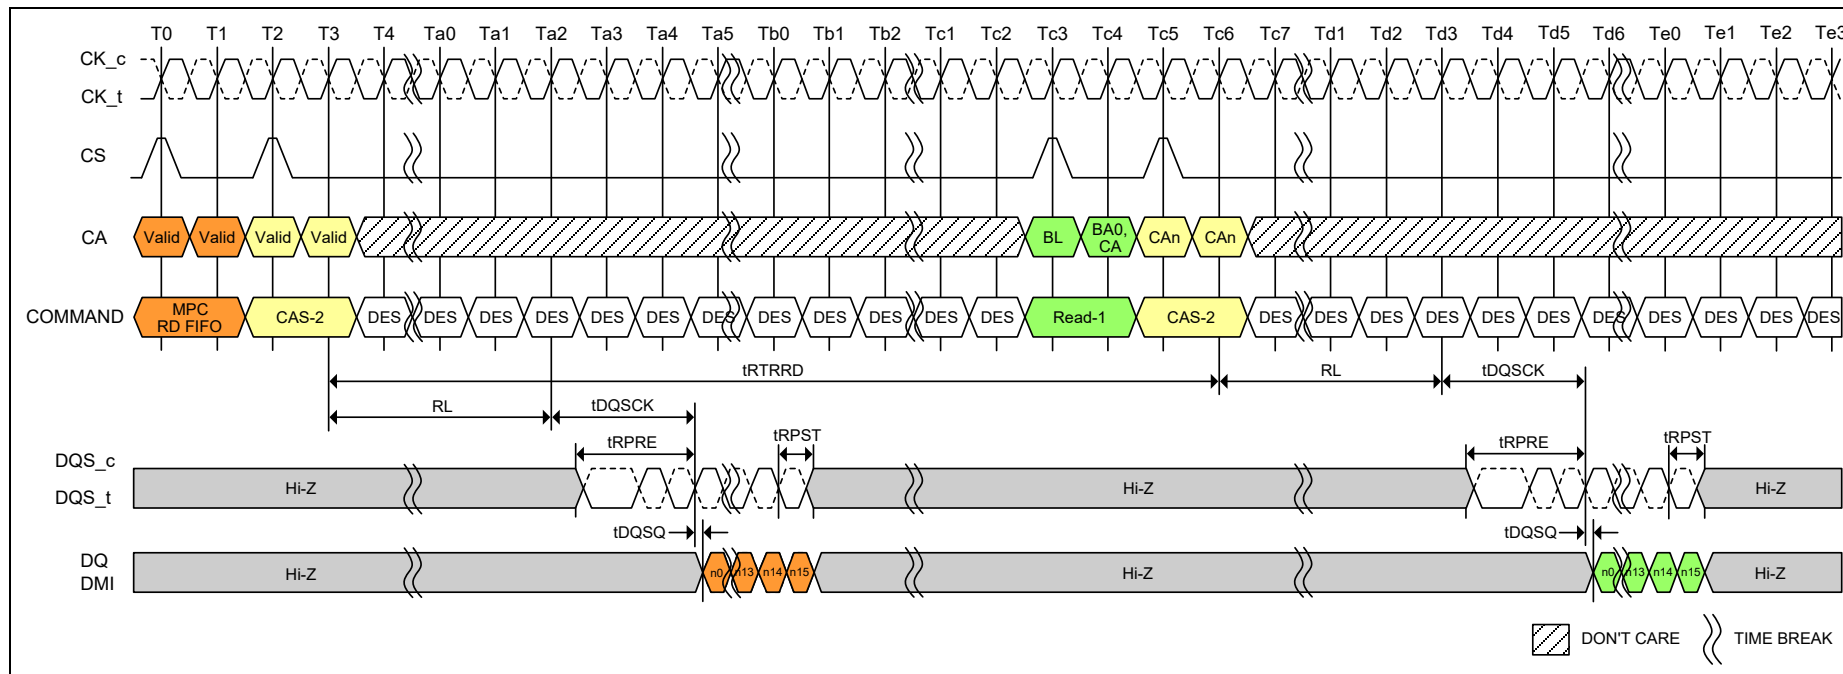 T0 T1 T2 T3 T4 Ta0 Ta1 Ta2 Ta3 Ta4 Ta5 Tb0 Tb1 Tb2 Tc1 Tc2 Tc3 Tc4 Tc5 Tc6 Tc7 Td1 Td2 Td3 Td4 Td5 Td6 Te0 Te1 Te2 Te3
CK_c
CK_t
CS
CA Valid Valid Valid Valid BL BA0, CAn CAn
CA
COMMAND MPC CAS-2 DES DES DES DES DES DES DES DES DES DES DES DES Read-1 CAS-2 DES DES DES DES DES DES DES DES DES DES DES
RD FIFO
tRTRRD RL tDQSCK
RL tDQSCK
tRPRE tRPST tRPRE tRPST
DQS_c
Hi-Z Hi-Z Hi-Z
DQS_t
tDQSQ tDQSQ
DQ
Hi-Z n0 n13 n14 n15 Hi-Z n0 n13 n14 n15 Hi-Z
DMI
DON'T CARE TIME BREAK